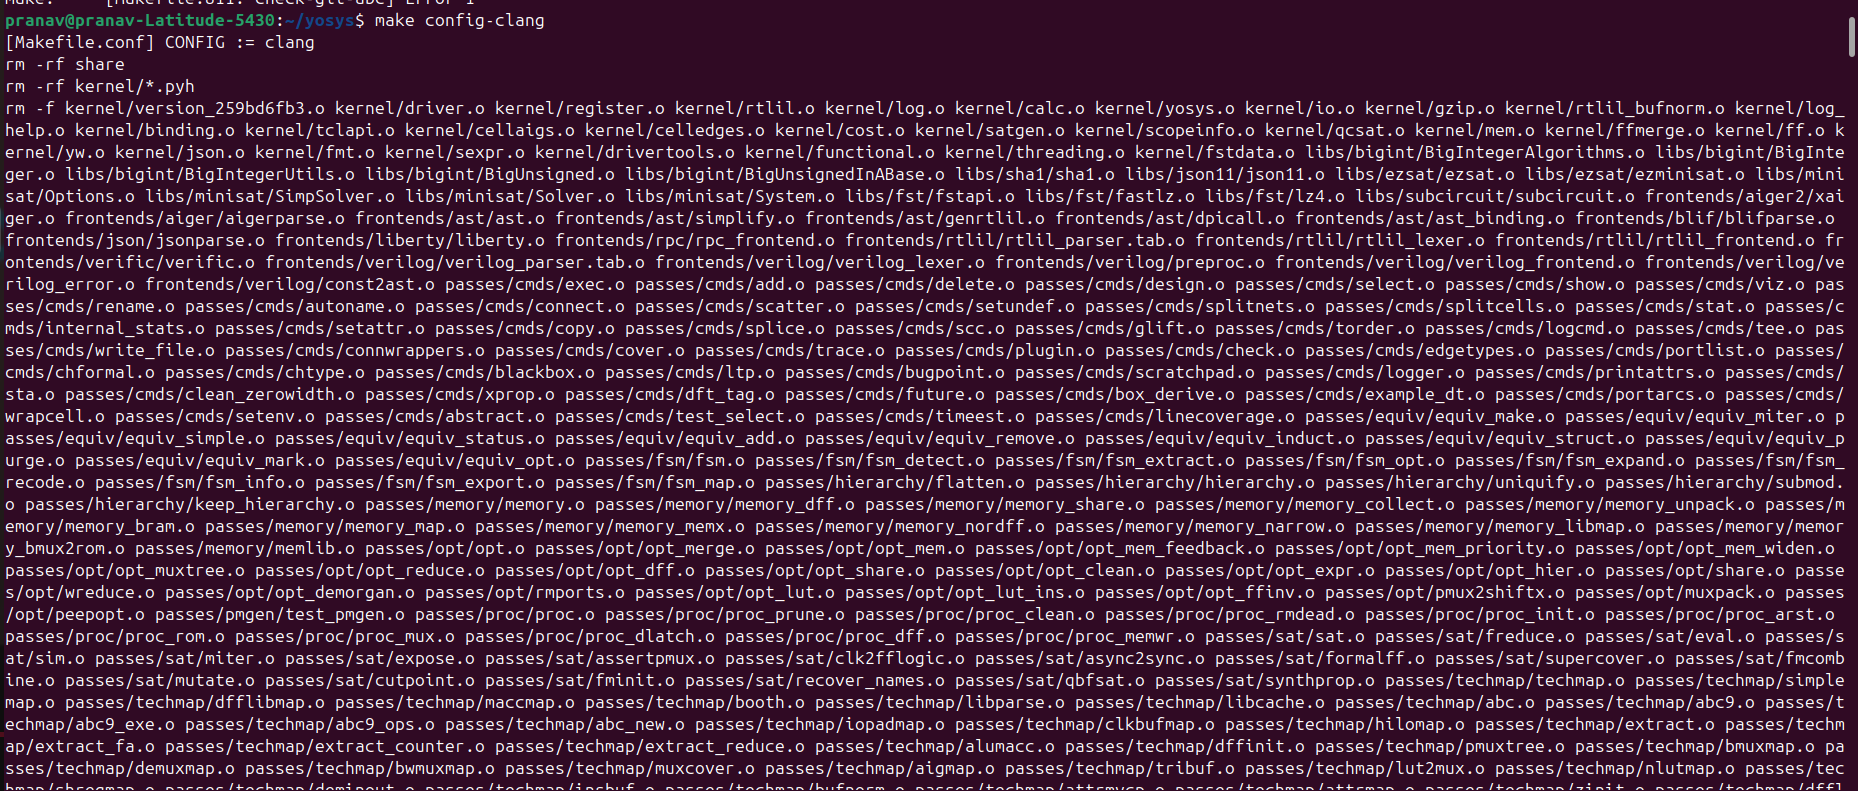 pranav@pranav-Latitude-5430:~/yosys$ make config-clang
[Makefile.conf] CONFIG := clang
rm -rf share
rm -rf kernel/*.pyh
rm -f kernel/version_259bd6fb3.o kernel/driver.o kernel/register.o kernel/rtlil.o kernel/log.o kernel/calc.o kernel/yosys.o kernel/io.o kernel/gzip.o kernel/rtlil_bufnorm.o kernel/log_
help.o kernel/binding.o kernel/tclapi.o kernel/cellaigs.o kernel/celledges.o kernel/cost.o kernel/satgen.o kernel/scopeinfo.o kernel/qcsat.o kernel/mem.o kernel/ffmerge.o kernel/ff.o k
ernel/yw.o kernel/json.o kernel/fmt.o kernel/sexpr.o kernel/drivertools.o kernel/functional.o kernel/threading.o kernel/fstdata.o libs/bigint/BigIntegerAlgorithms.o libs/bigint/BigInte
ger.o libs/bigint/BigIntegerUtils.o libs/bigint/BigUnsigned.o libs/bigint/BigUnsignedInABase.o libs/sha1/sha1.o libs/json11/json11.o libs/ezsat/ezsat.o libs/ezsat/ezminisat.o libs/mini
sat/Options.o libs/minisat/SimpSolver.o libs/minisat/Solver.o libs/minisat/System.o libs/fst/fstapi.o libs/fst/fastlz.o libs/fst/lz4.o libs/subcircuit/subcircuit.o frontends/aiger2/xai
ger.o frontends/aiger/aigerparse.o frontends/ast/ast.o frontends/ast/simplify.o frontends/ast/genrtlil.o frontends/ast/dpicall.o frontends/ast/ast_binding.o frontends/blif/blifparse.o
frontends/json/jsonparse.o frontends/liberty/liberty.o frontends/rpc/rpc_frontend.o frontends/rtlil/rtlil_parser.tab.o frontends/rtlil/rtlil_lexer.o frontends/rtlil/rtlil_frontend.o fr
ontends/verific/verific.o frontends/verilog/verilog_parser.tab.o frontends/verilog/verilog_lexer.o frontends/verilog/preproc.o frontends/verilog/verilog_frontend.o frontends/verilog/ve
rilog_error.o frontends/verilog/const2ast.o passes/cmds/exec.o passes/cmds/add.o passes/cmds/delete.o passes/cmds/design.o passes/cmds/select.o passes/cmds/show.o passes/cmds/viz.o pas
ses/cmds/rename.o passes/cmds/autoname.o passes/cmds/connect.o passes/cmds/scatter.o passes/cmds/setundef.o passes/cmds/splitnets.o passes/cmds/splitcells.o passes/cmds/stat.o passes/c
mds/internal_stats.o passes/cmds/setattr.o passes/cmds/copy.o passes/cmds/splice.o passes/cmds/scc.o passes/cmds/glift.o passes/cmds/torder.o passes/cmds/logcmd.o passes/cmds/tee.o pas
ses/cmds/write_file.o passes/cmds/connwrappers.o passes/cmds/cover.o passes/cmds/trace.o passes/cmds/plugin.o passes/cmds/check.o passes/cmds/edgetypes.o passes/cmds/portlist.o passes/
cmds/chformal.o passes/cmds/chtype.o passes/cmds/blackbox.o passes/cmds/ltp.o passes/cmds/bugpoint.o passes/cmds/scratchpad.o passes/cmds/logger.o passes/cmds/printattrs.o passes/cmds/
sta.o passes/cmds/clean_zerowidth.o passes/cmds/xprop.o passes/cmds/dft_tag.o passes/cmds/future.o passes/cmds/box_derive.o passes/cmds/example_dt.o passes/cmds/portarcs.o passes/cmds/
wrapcell.o passes/cmds/setenv.o passes/cmds/abstract.o passes/cmds/test_select.o passes/cmds/timeest.o passes/cmds/linecoverage.o passes/equiv/equiv_make.o passes/equiv/equiv_miter.o p
asses/equiv/equiv_simple.o passes/equiv/equiv_status.o passes/equiv/equiv_add.o passes/equiv/equiv_remove.o passes/equiv/equiv_induct.o passes/equiv/equiv_struct.o passes/equiv/equiv_p
urge.o passes/equiv/equiv_mark.o passes/equiv/equiv_opt.o passes/fsm/fsm.o passes/fsm/fsm_detect.o passes/fsm/fsm_extract.o passes/fsm/fsm_opt.o passes/fsm/fsm_expand.o passes/fsm/fsm_
recode.o passes/fsm/fsm_info.o passes/fsm/fsm_export.o passes/fsm/fsm_map.o passes/hierarchy/flatten.o passes/hierarchy/hierarchy.o passes/hierarchy/uniquify.o passes/hierarchy/submod.
o passes/hierarchy/keep_hierarchy.o passes/memory/memory.o passes/memory/memory_dff.o passes/memory/memory_share.o passes/memory/memory_collect.o passes/memory/memory_unpack.o passes/m
emory/memory_bram.o passes/memory/memory_map.o passes/memory/memory_memx.o passes/memory/memory_nordff.o passes/memory/memory_narrow.o passes/memory/memory_libmap.o passes/memory/memor
y_bmux2rom.o passes/memory/memlib.o passes/opt/opt.o passes/opt/opt_merge.o passes/opt/opt_mem.o passes/opt/opt_mem_feedback.o passes/opt/opt_mem_priority.o passes/opt/opt_mem_widen.o
passes/opt/opt_muxtree.o passes/opt/opt_reduce.o passes/opt/opt_dff.o passes/opt/opt_share.o passes/opt/opt_clean.o passes/opt/opt_expr.o passes/opt/opt_hier.o passes/opt/share.o passe
s/opt/wreduce.o passes/opt/opt_demorgan.o passes/opt/rmports.o passes/opt/opt_lut.o passes/opt/opt_lut_ins.o passes/opt/opt_ffinv.o passes/opt/pmux2shiftx.o passes/opt/muxpack.o passes
/opt/peepopt.o passes/pmgen/test_pmgen.o passes/proc/proc.o passes/proc/proc_prune.o passes/proc/proc_clean.o passes/proc/proc_rmdead.o passes/proc/proc_init.o passes/proc/proc_arst.o
passes/proc/proc_rom.o passes/proc/proc_mux.o passes/proc/proc_dlatch.o passes/proc/proc_dff.o passes/proc/proc_memwr.o passes/sat/sat.o passes/sat/freduce.o passes/sat/eval.o passes/s
at/sim.o passes/sat/miter.o passes/sat/expose.o passes/sat/assertpmux.o passes/sat/clk2fflogic.o passes/sat/async2sync.o passes/sat/formalff.o passes/sat/supercover.o passes/sat/fmcomb
ine.o passes/sat/mutate.o passes/sat/cutpoint.o passes/sat/fminit.o passes/sat/recover_names.o passes/sat/qbfsat.o passes/sat/synthprop.o passes/techmap/techmap.o passes/techmap/simple
map.o passes/techmap/dfflibmap.o passes/techmap/maccmap.o passes/techmap/booth.o passes/techmap/libparse.o passes/techmap/libcache.o passes/techmap/abc.o passes/techmap/abc9.o passes/t
echmap/abc9_exe.o passes/techmap/abc9_ops.o passes/techmap/abc_new.o passes/techmap/iopadmap.o passes/techmap/clkbufmap.o passes/techmap/hilomap.o passes/techmap/extract.o passes/techm
ap/extract_fa.o passes/techmap/extract_counter.o passes/techmap/extract_reduce.o passes/techmap/alumacc.o passes/techmap/dffinit.o passes/techmap/pmuxtree.o passes/techmap/bmuxmap.o pa
sses/techmap/demuxmap.o passes/techmap/bwmuxmap.o passes/techmap/muxcover.o passes/techmap/aigmap.o passes/techmap/tribuf.o passes/techmap/lut2mux.o passes/techmap/nlutmap.o passes/tec